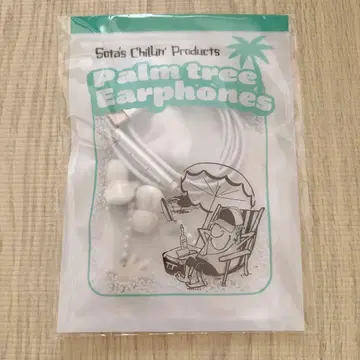 Sota's Chillin' Products
Palm tree
Earphones